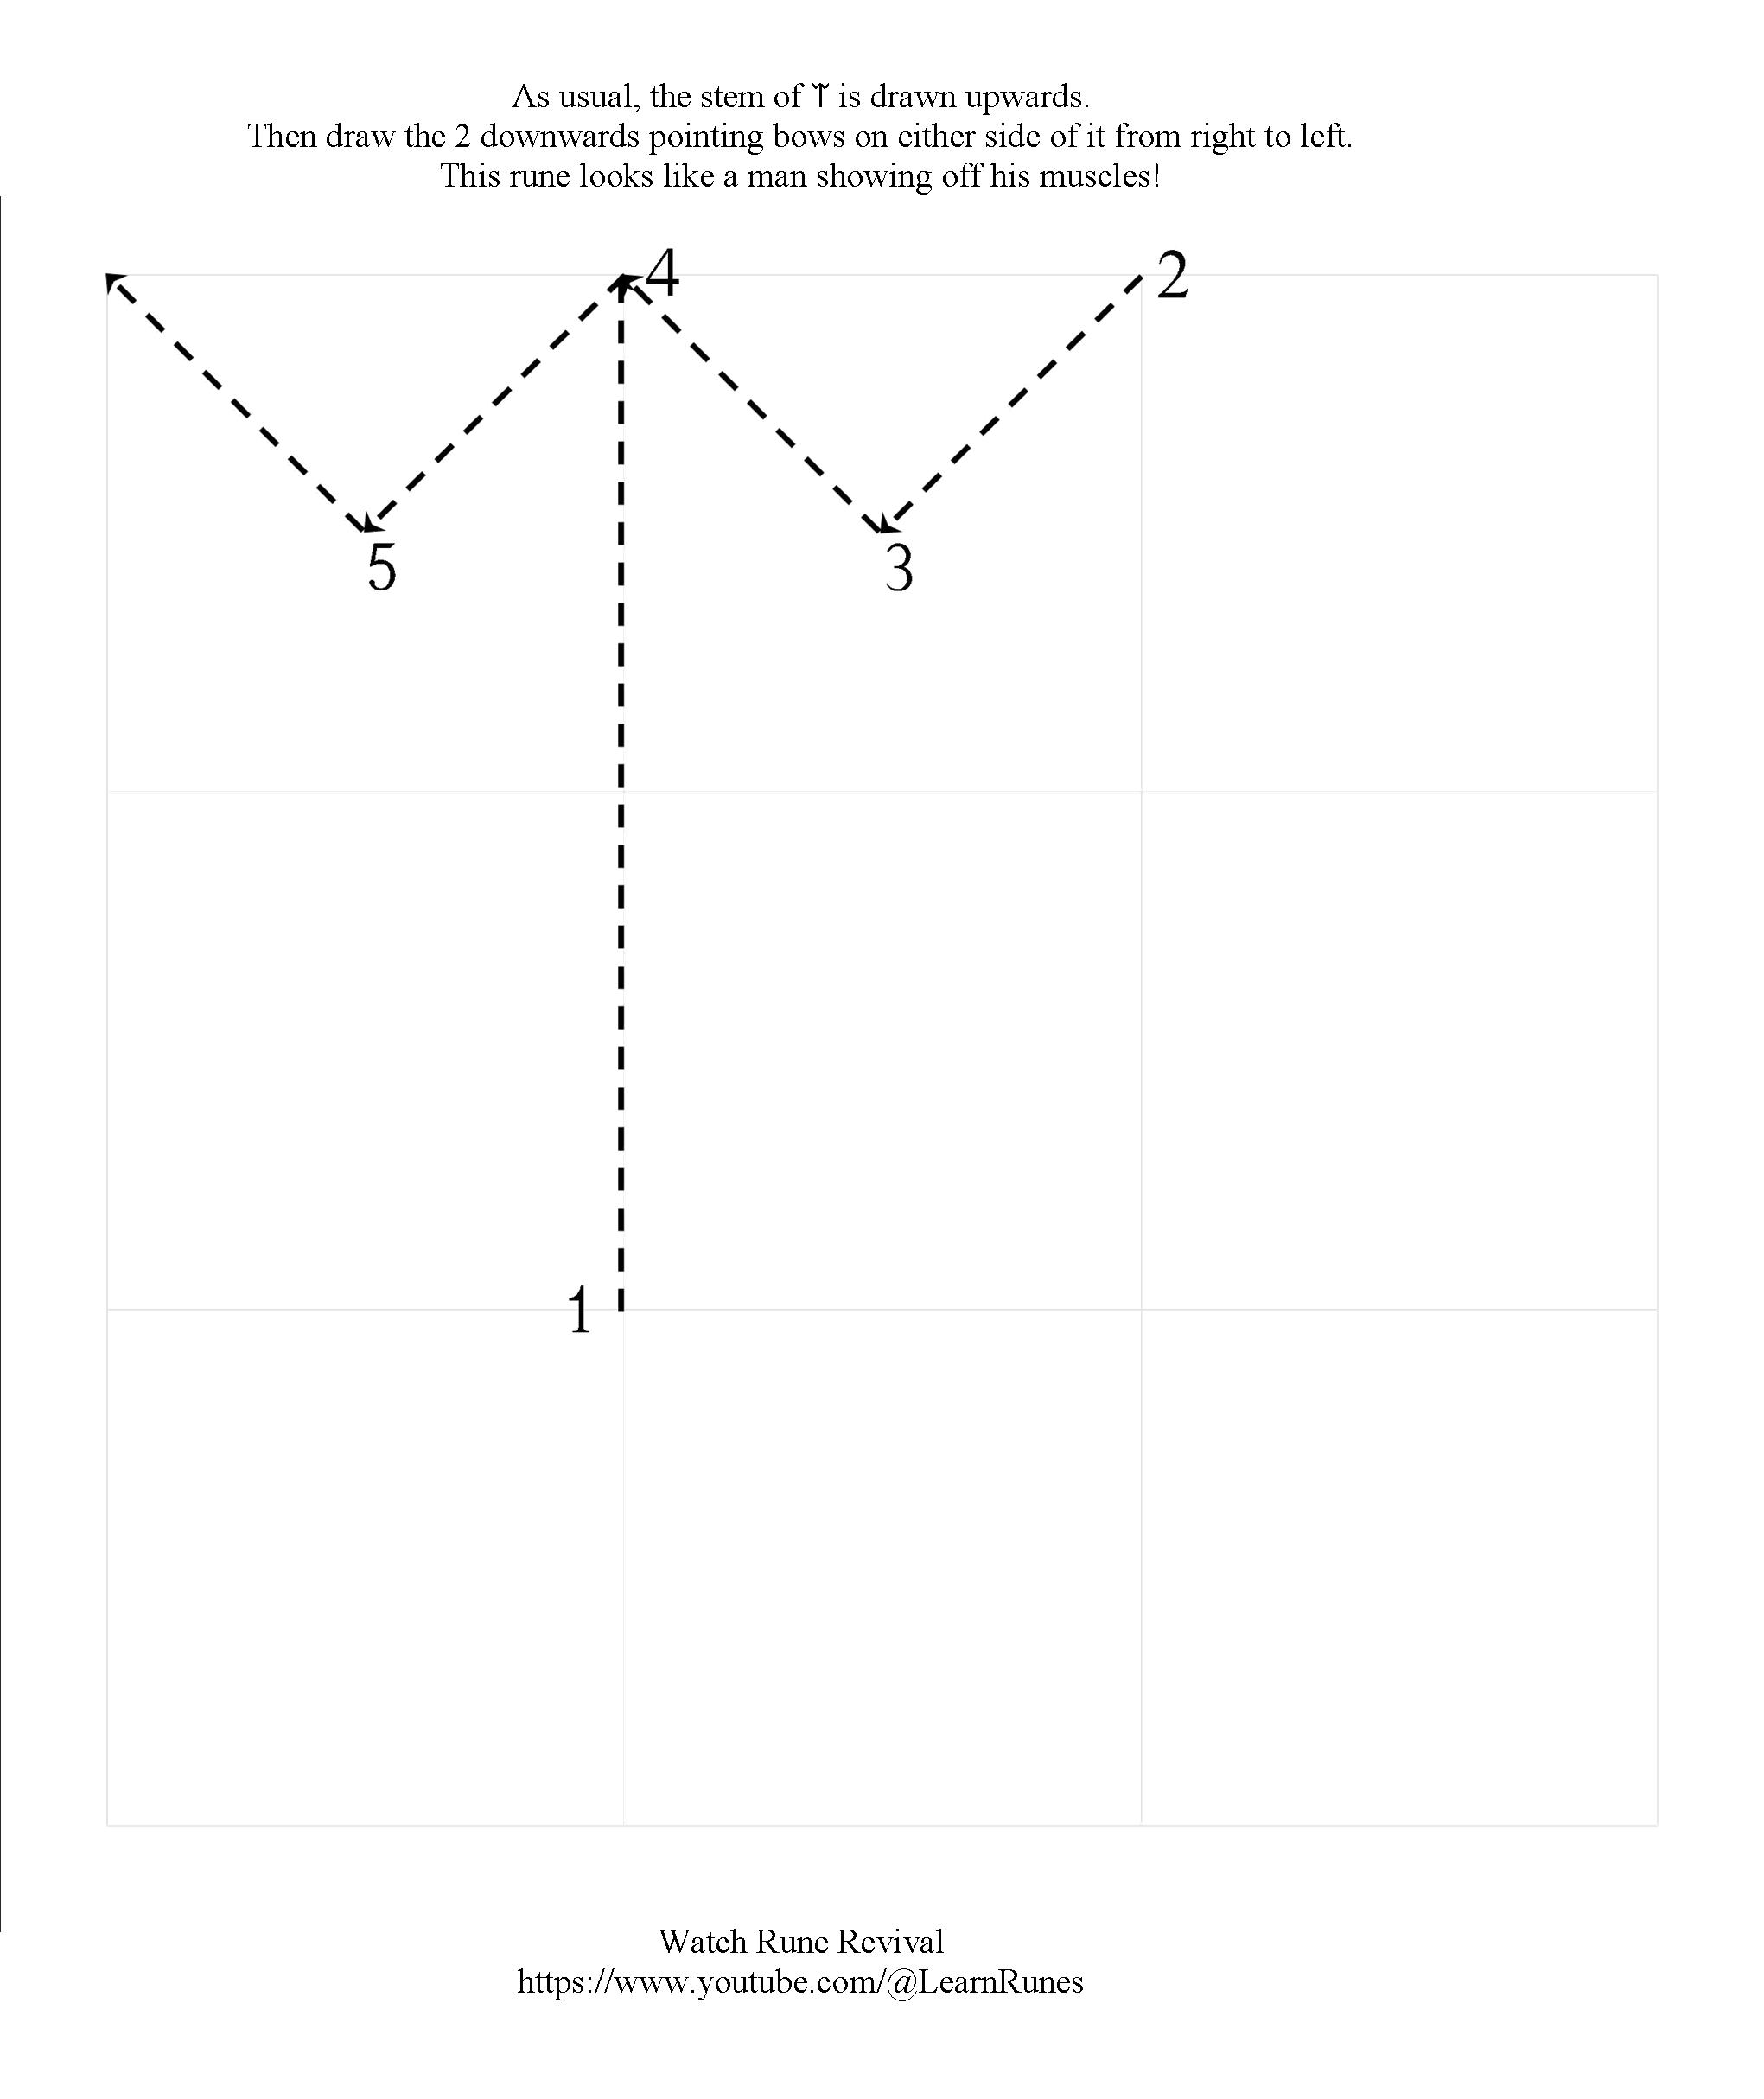 As usual, the stem of ᛠ is drawn upwards.
Then draw the 2 downwards pointing bows on either side of it from right to left.
This rune looks like a man showing off his muscles!
4
2
5
3
1
Watch Rune Revival
https://www.youtube.com/@LearnRunes